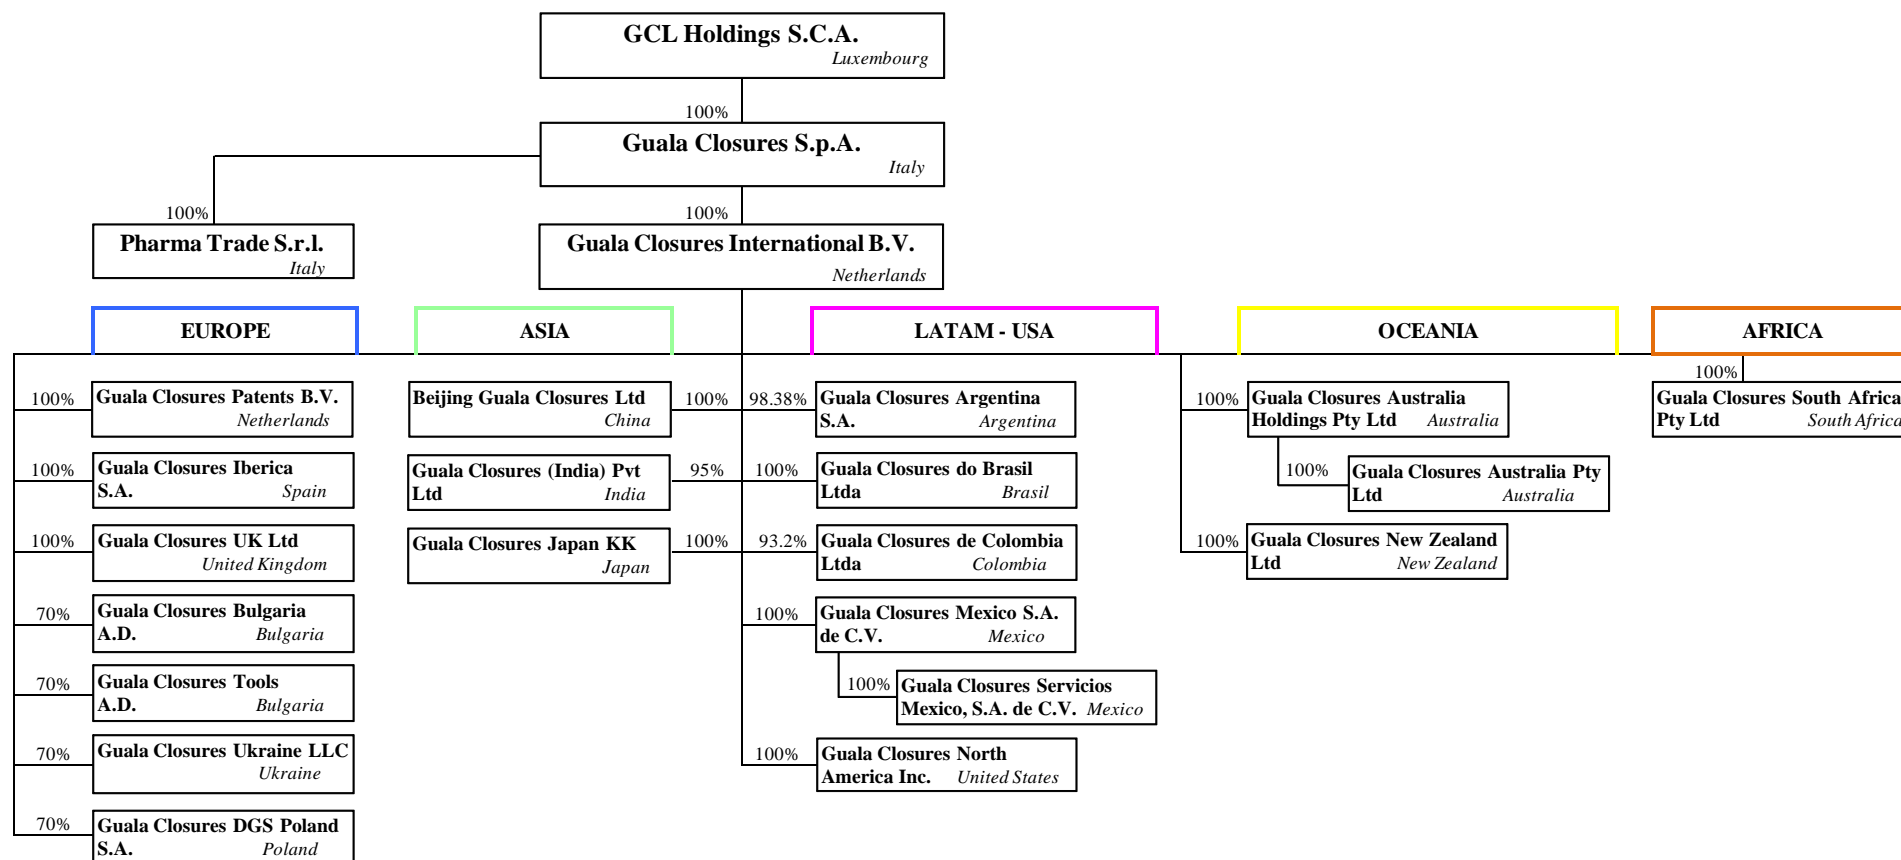 GCL Holdings S.C.A.
Luxembourg
100%
Guala Closures S.p.A.
Italy
100%
100%
Pharma Trade S.r.l.
Italy
Guala Closures International B.V.
Netherlands
EUROPE
ASIA
LATAM - USA
OCEANIA
AFRICA
100%
Guala Closures Patents B.V.
Netherlands
100%
Guala Closures Iberica
S.A. Spain
100%
Guala Closures UK Ltd
United Kingdom
70%
Guala Closures Bulgaria
A.D. Bulgaria
70%
Guala Closures Tools
A.D. Bulgaria
70%
Guala Closures Ukraine LLC
Ukraine
70%
Guala Closures DGS Poland
S.A. Poland
Beijing Guala Closures Ltd
China
100%
Guala Closures (India) Pvt
Ltd India
95%
Guala Closures Japan KK
Japan
100%
98.38%
Guala Closures Argentina
S.A. Argentina
100%
Guala Closures do Brasil
Ltda Brasil
93.2%
Guala Closures de Colombia
Ltda Colombia
100%
Guala Closures Mexico S.A.
de C.V. Mexico
100%
Guala Closures Servicios
Mexico, S.A. de C.V. Mexico
100%
Guala Closures North
America Inc. United States
100%
Guala Closures Australia
Holdings Pty Ltd Australia
100%
Guala Closures Australia Pty
Ltd Australia
100%
Guala Closures New Zealand
Ltd New Zealand
100%
Guala Closures South Africa
Pty Ltd South Africa